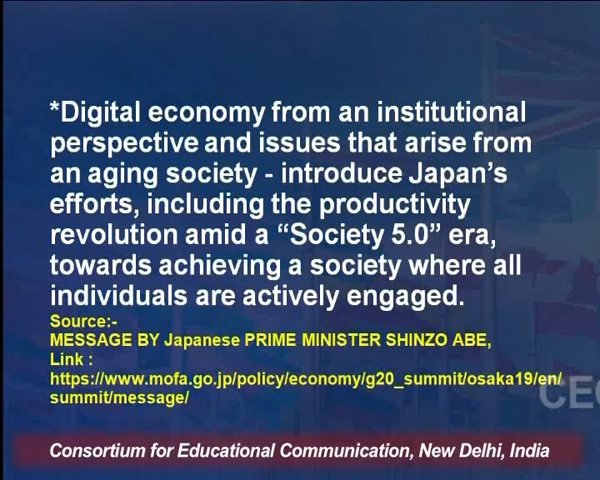 *Digital economy from an institutional
perspective and issues that arise from
an aging society - introduce Japan's
efforts, including the productivity
revolution amid a “Society 5.0” era,
towards achieving a society where all
individuals are actively engaged.
Source:-
MESSAGE BY Japanese PRIME MINISTER SHINZO ABE,
Link :
https://www.mofa.go.jp/policy/economy/g20_summit/osaka19/en/
summit/message/
CEC
Consortium for Educational Communication, New Delhi, India